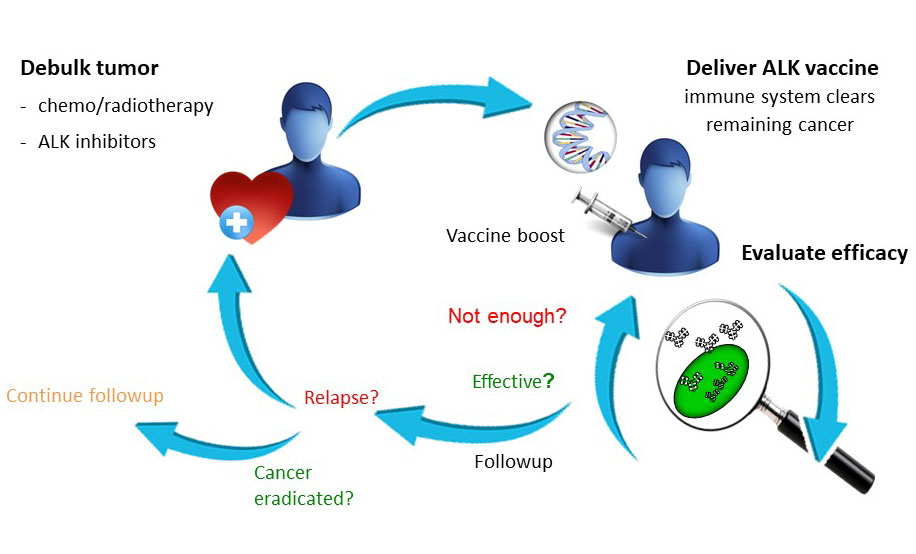 Debulk tumor
- chemo/radiotherapy
- ALK inhibitors
Deliver ALK vaccine
immune system clears
remaining cancer
Vaccine boost
Evaluate efficacy
Not enough?
Effective?
Relapse?
Continue followup
Followup
Cancer
eradicated?